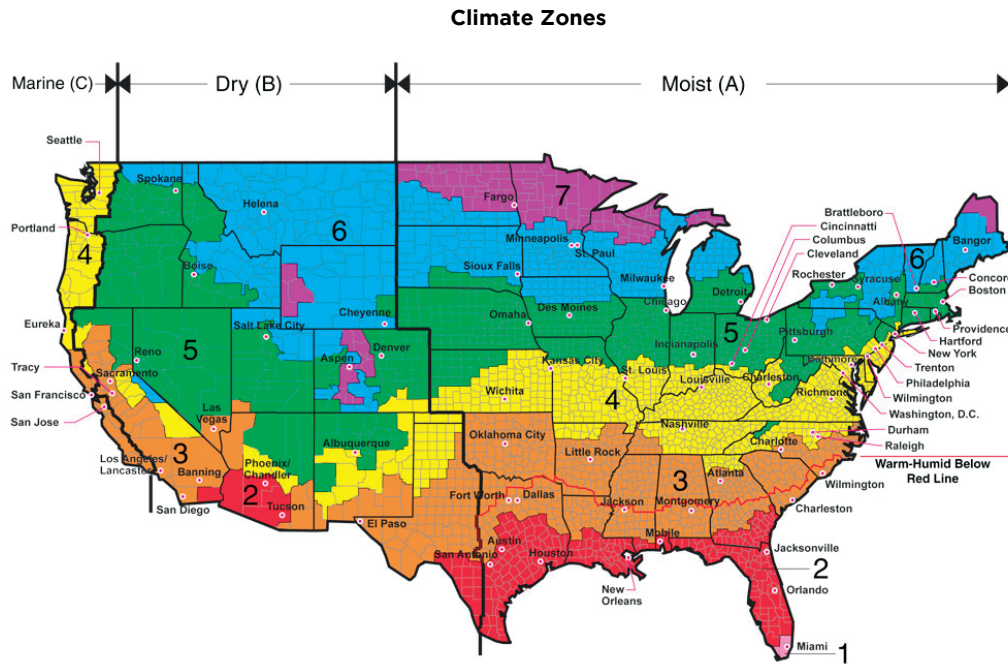 Climate Zones
Marine (C)
Dry (B)
Moist (A)
Seattle
Spokane
Helena
Portland
4
Boise
6
Fargo
7
Minneapolis
St. Paul
Sioux Falls
Milwaukee
Brattleboro
Cincinnatti
Columbus
Cleveland
Rochester
Syracuse
6
Bangor
Concord
Boston
Albany
Detroit
Chicago
Des Moines
Omaha
Cheyenne
Salt Lake City
Eureka
Reno
5
Aspen
Denver
Indianapolis
5
Pittsburgh
Providence
Hartford
New York
Trenton
Philadelphia
Wilmington
Washington, D.C.
Baltimore
Tracy
Sacramento
San Francisco
San Jose
Kansas City
St. Louis
Louisville
Charleston
Richmond
Wichita
4
Nashville
Durham
Raleigh
Las
Vegas
3
Los Angeles/
Lancaster
Banning
Phoenix/
Chandler
2
Tucson
San Diego
Albuquerque
Oklahoma City
Little Rock
3
Charlotte
Atlanta
Warm-Humid Below
Red Line
Wilmington
Charleston
El Paso
Fort Worth
Dallas
Jackson
Montgomery
Mobile
Austin
San Antonio
Houston
New
Orleans
Jacksonville
2
Orlando
Miami
1